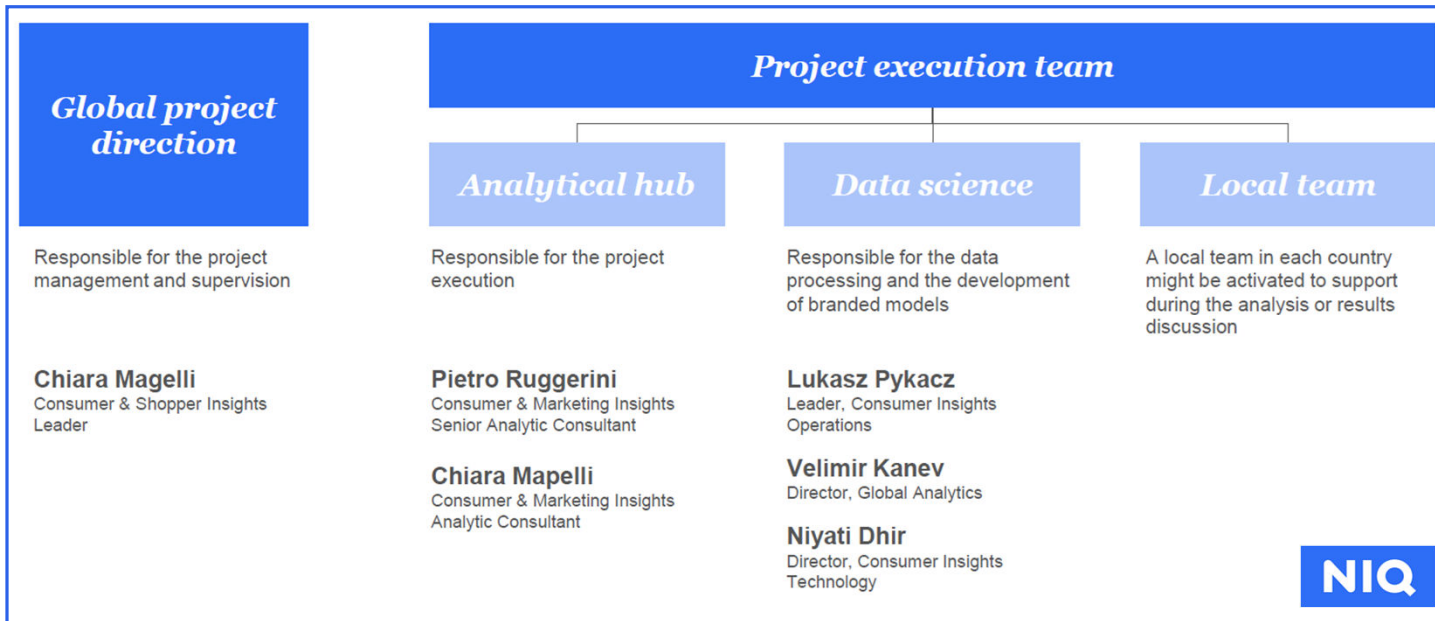 Global project
direction
Responsible for the project
management and supervision
Chiara Magelli
Consumer & Shopper Insights
Leader
Project execution team
Analytical hub
Responsible for the project
execution
Pietro Ruggerini
Consumer & Marketing Insights
Senior Analytic Consultant
Chiara Mapelli
Consumer & Marketing Insights
Analytic Consultant
Data science
Responsible for the data
processing and the development
of branded models
Lukasz Pykacz
Leader, Consumer Insights
Operations
Velimir Kanev
Director, Global Analytics
Niyati Dhir
Director, Consumer Insights
Technology
Local team
A local team in each country
might be activated to support
during the analysis or results
discussion
NIQ